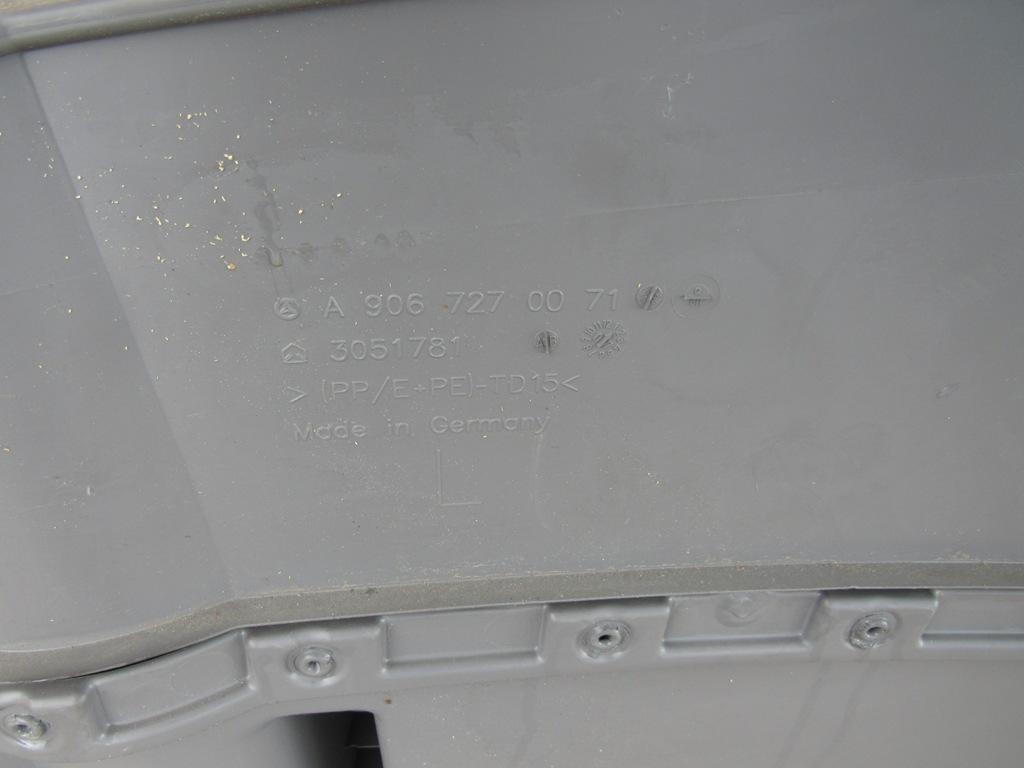 A 906 727 00 71
3051781
> (PP/E+PE)-TD15<
Made in Germany
L